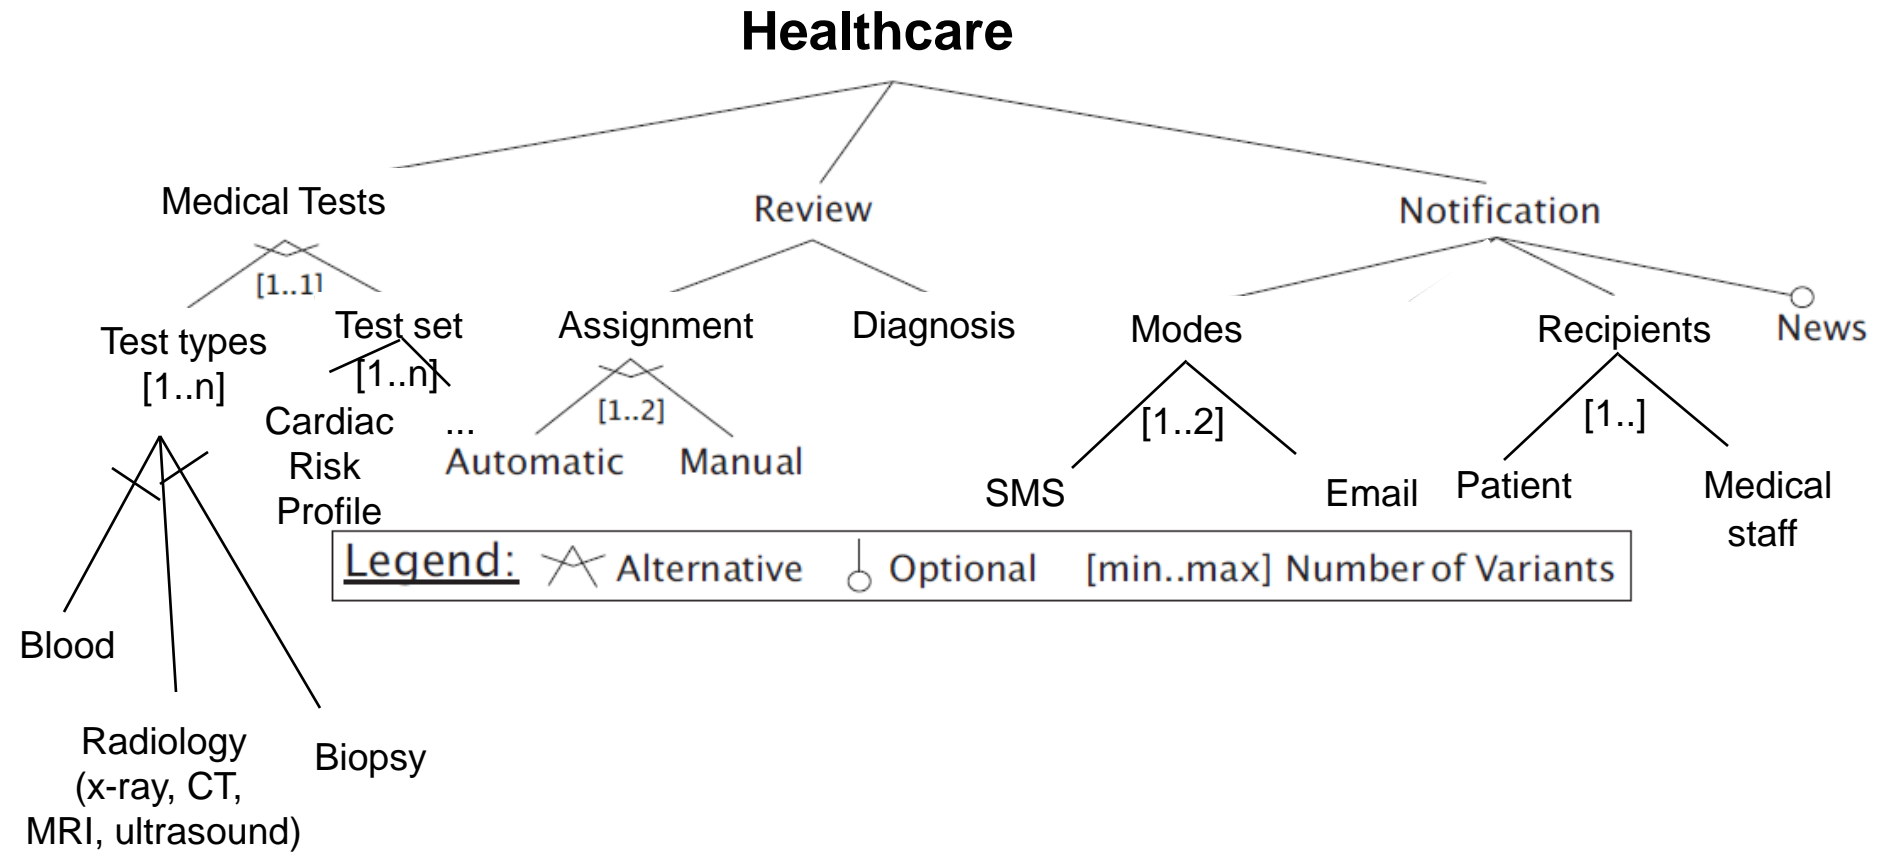 Healthcare
Medical Tests
Review
Notification
[1..1]
Test types
[1..n]
Test set
[1..n]
Assignment
Diagnosis
Modes
Recipients
News
Cardiac
Risk
Profile
...
[1..2]
Automatic
Manual
[1..2]
[1..]
SMS
Email
Patient
Medical
staff
Legend: Alternative Optional [min..max] Number of Variants
Blood
Radiology
(x-ray, CT,
MRI, ultrasound)
Biopsy